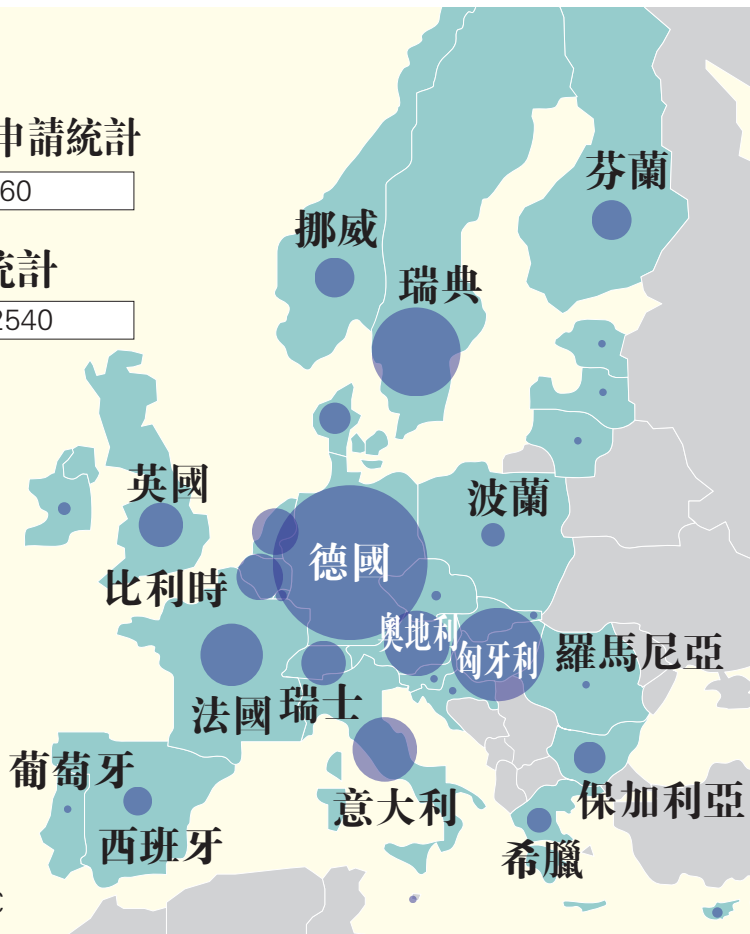 申請統計
60
統計
2540
芬蘭
挪威
瑞典
英國
波蘭
德國
比利時
奧地利
匈牙利
羅馬尼亞
法國
瑞士
葡萄牙
意大利
保加利亞
西班牙
希臘